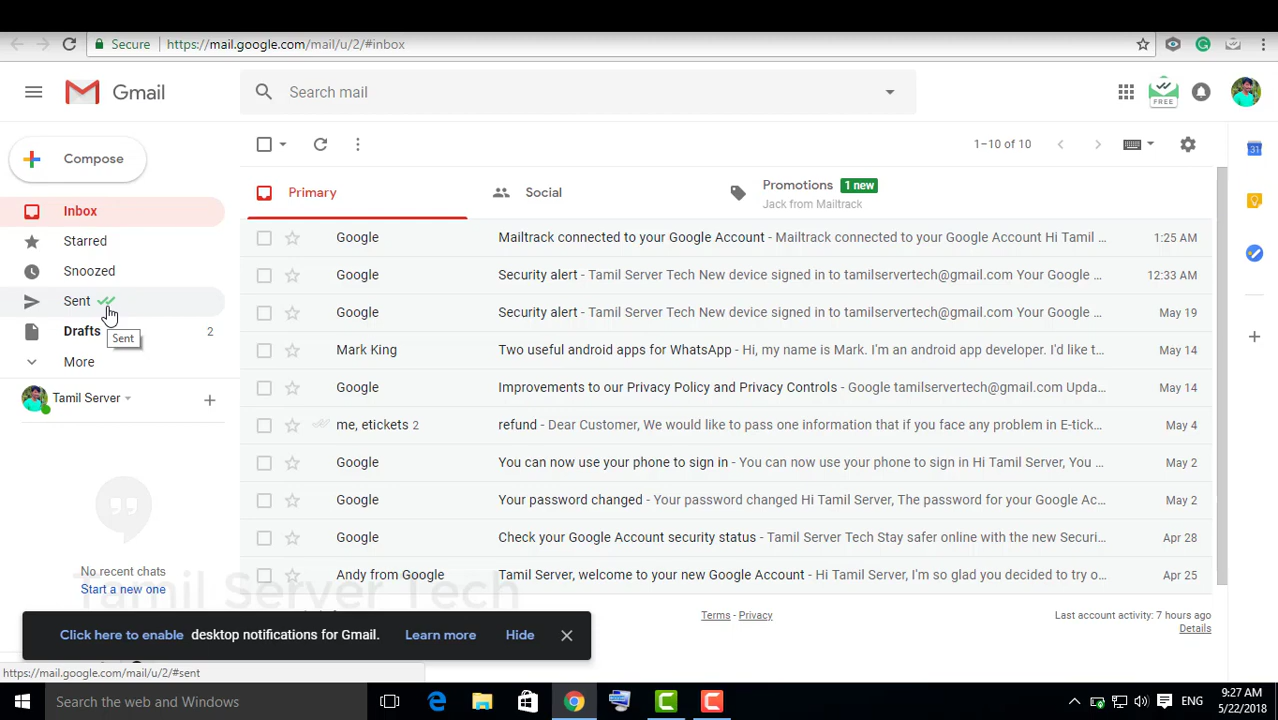 Secure https://mail.google.com/mail/u/2/#inbox
Gmail
Search mail
FREE
Compose
1–10 of 10
Primary
Social
Promotions 1 new
Jack from Mailtrack
31
Inbox
Starred
Snoozed
Sent
Sent
Drafts 2
More
Tamil Server
Google Mailtrack connected to your Google Account - Mailtrack connected to your Google Account Hi Tamil ... 1:25 AM
Google Security alert - Tamil Server Tech New device signed in to tamilservertech@gmail.com Your Google ... 12:33 AM
Google Security alert - Tamil Server Tech New device signed in to tamilservertech@gmail.com Your Google ... May 19
Mark King Two useful android apps for WhatsApp - Hi, my name is Mark. I'm an android app developer. I'd like t... May 14
Google Improvements to our Privacy Policy and Privacy Controls - Google tamilservertech@gmail.com Upda... May 14
me, etickets 2 refund - Dear Customer, We would like to pass one information that if you face any problem in E-tick... May 4
Google You can now use your phone to sign in - You can now use your phone to sign in Hi Tamil Server, You ... May 2
Google Your password changed - Your password changed Hi Tamil Server, The password for your Google Ac... May 2
Google Check your Google Account security status - Tamil Server Tech Stay safer online with the new Securi... Apr 28
Andy from Google Tamil Server, welcome to your new Google Account - Hi Tamil Server, I'm so glad you decided to try o... Apr 25
No recent chats
Start a new one
Tamil Server Tech
Terms - Privacy
Last account activity: 7 hours ago
Details
Click here to enable desktop notifications for Gmail. Learn more Hide
https://mail.google.com/mail/u/2/#sent
Search the web and Windows
ENG
9:27 AM
5/22/2018